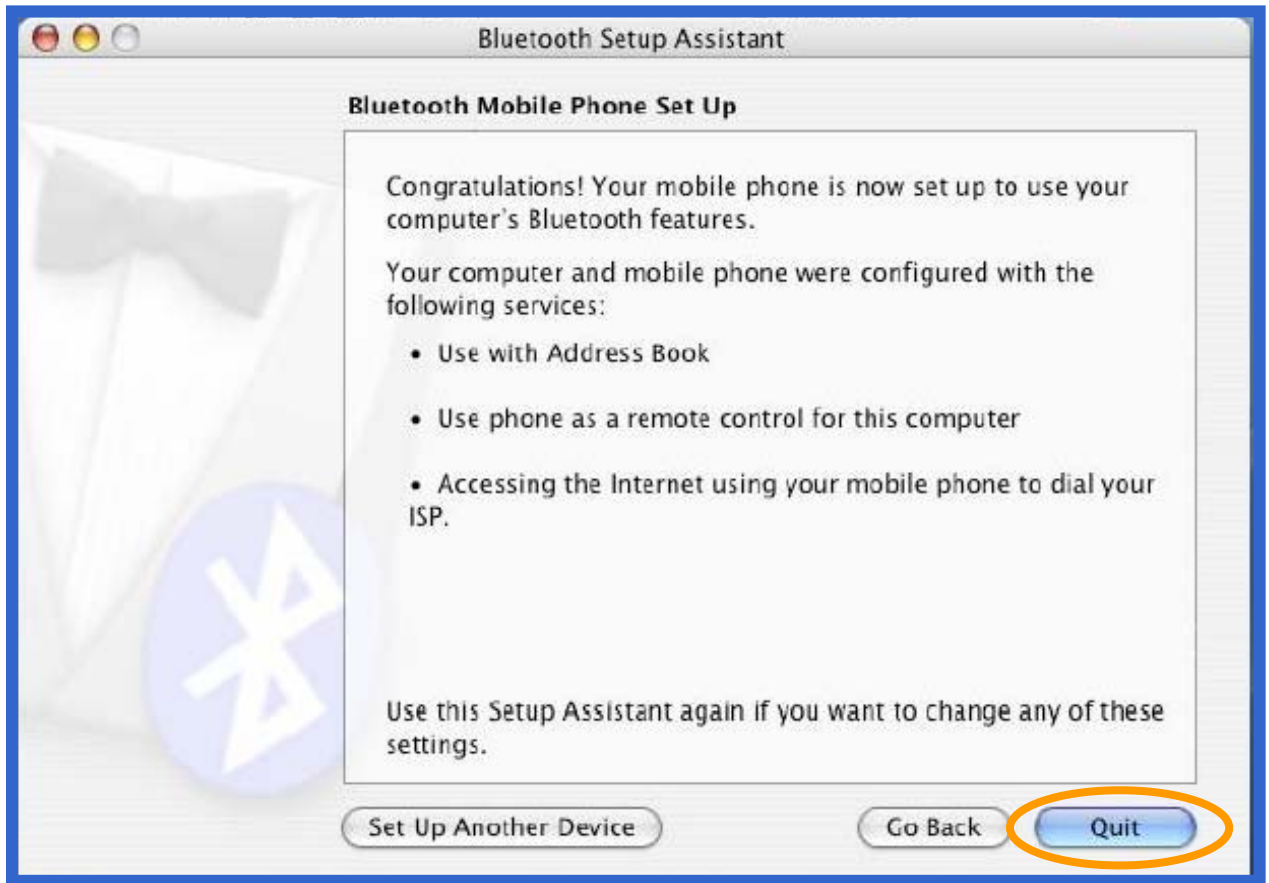 Bluetooth Setup Assistant
Bluetooth Mobile Phone Set Up
Congratulations! Your mobile phone is now set up to use your
computer's Bluetooth features.
Your computer and mobile phone were configured with the
following services:
• Use with Address Book
• Use phone as a remote control for this computer
• Accessing the Internet using your mobile phone to dial your
ISP.
Use this Setup Assistant again if you want to change any of these
settings.
Set Up Another Device
Go Back
Quit